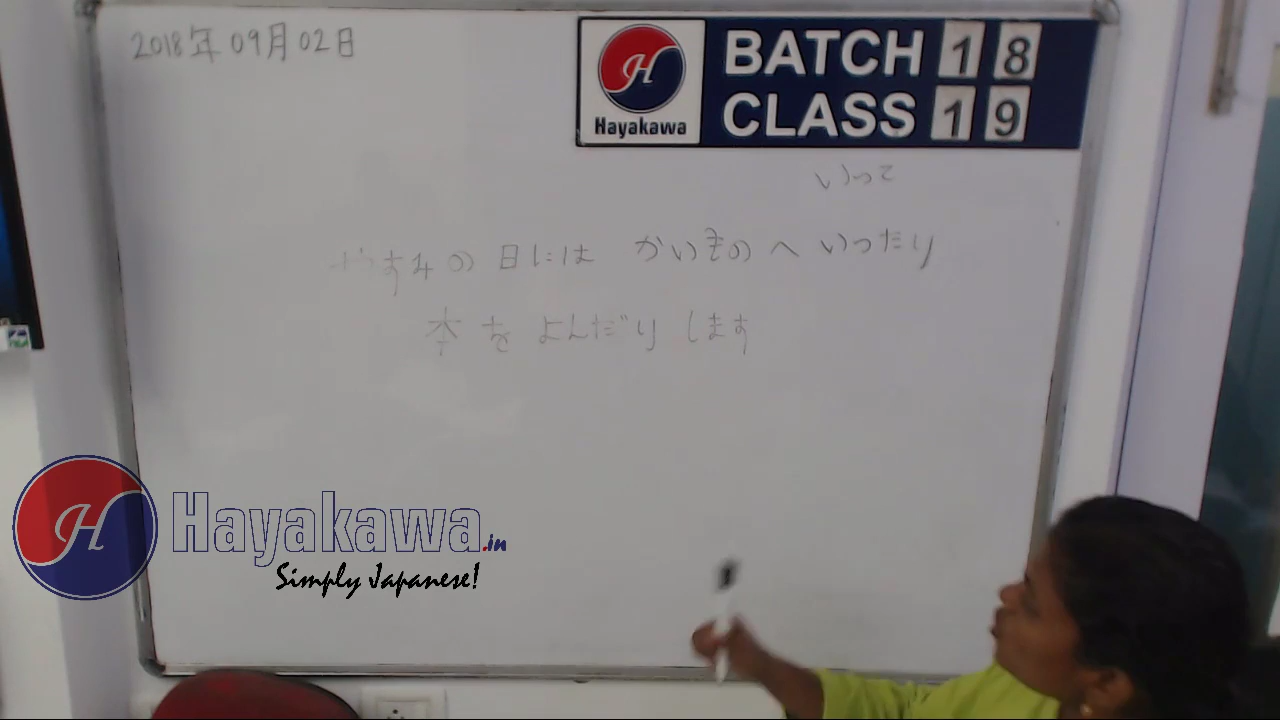 2018年09月02日
H
Hayakawa
BATCH 18
CLASS 19
いって
やすみの 日には かいものへ いったり
本を よんだりします
H
Hayakawa.in
Simply Japanese!